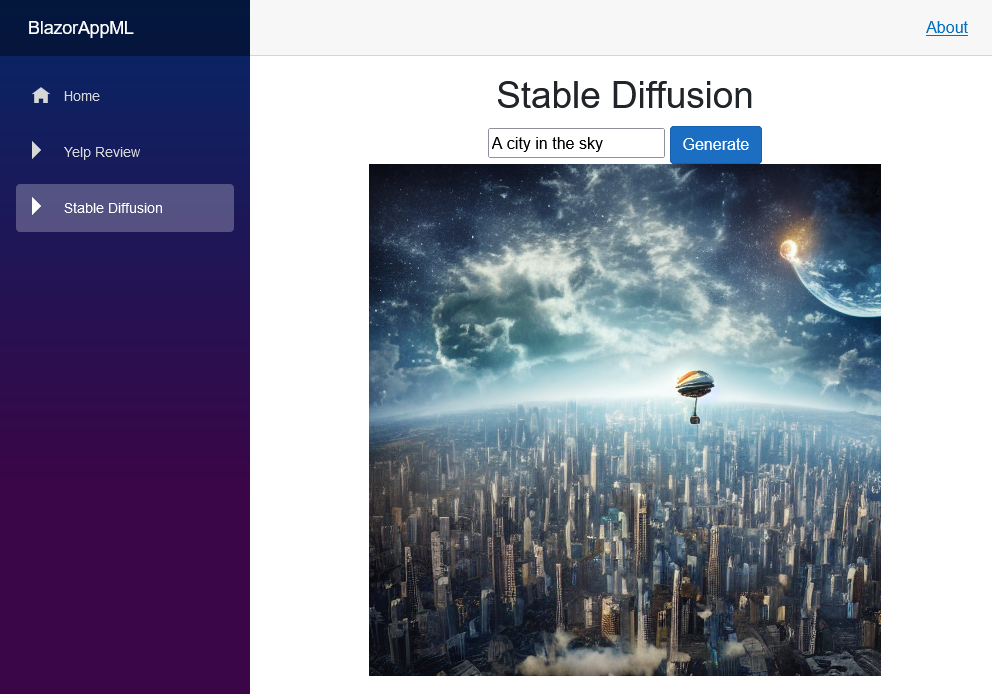 BlazorAppML
About
Home
Yelp Review
Stable Diffusion
Stable Diffusion
A city in the sky
Generate